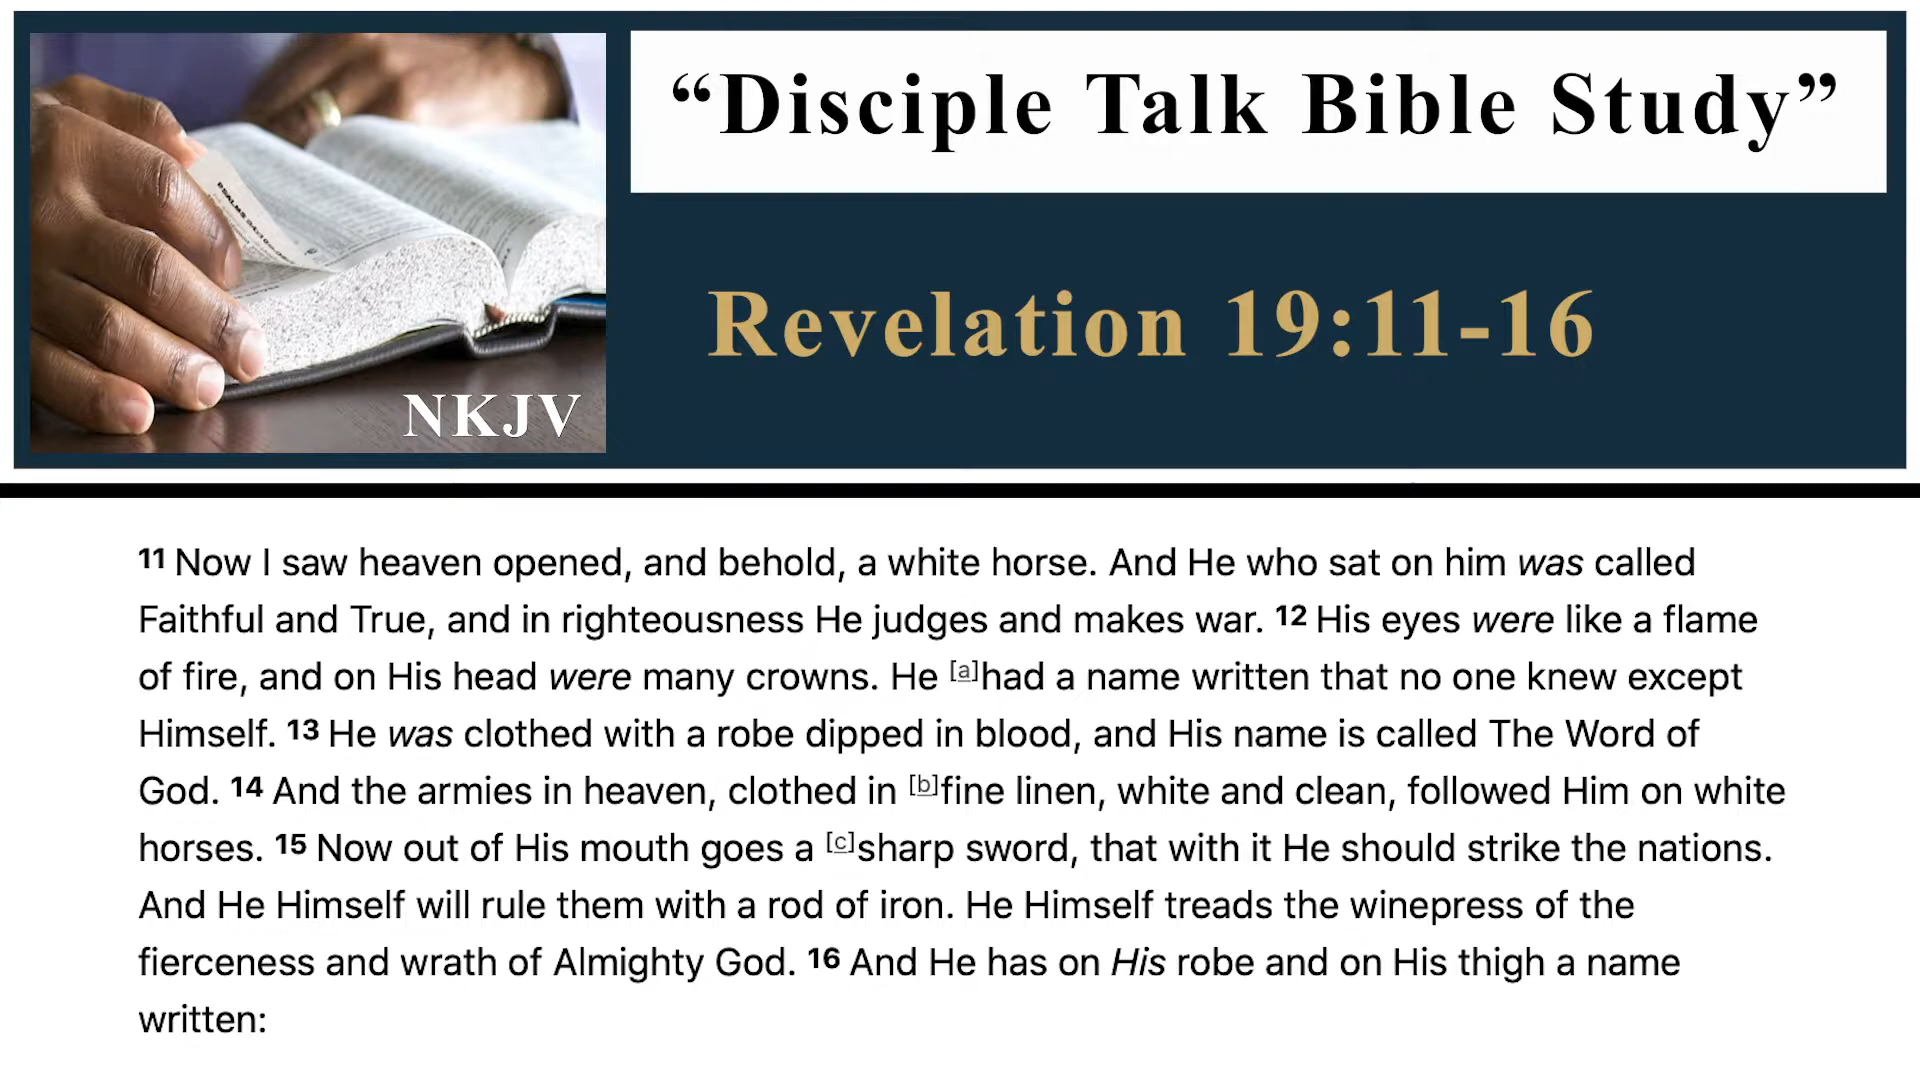 “Disciple Talk Bible Study”
Revelation 19:11-16
NKJV
11 Now I saw heaven opened, and behold, a white horse. And He who sat on him was called
Faithful and True, and in righteousness He judges and makes war. 12 His eyes were like a flame
of fire, and on His head were many crowns. He [a]had a name written that no one knew except
Himself. 13 He was clothed with a robe dipped in blood, and His name is called The Word of
God. 14 And the armies in heaven, clothed in [b]fine linen, white and clean, followed Him on white
horses. 15 Now out of His mouth goes a [c]sharp sword, that with it He should strike the nations.
And He Himself will rule them with a rod of iron. He Himself treads the winepress of the
fierceness and wrath of Almighty God. 16 And He has on His robe and on His thigh a name
written: